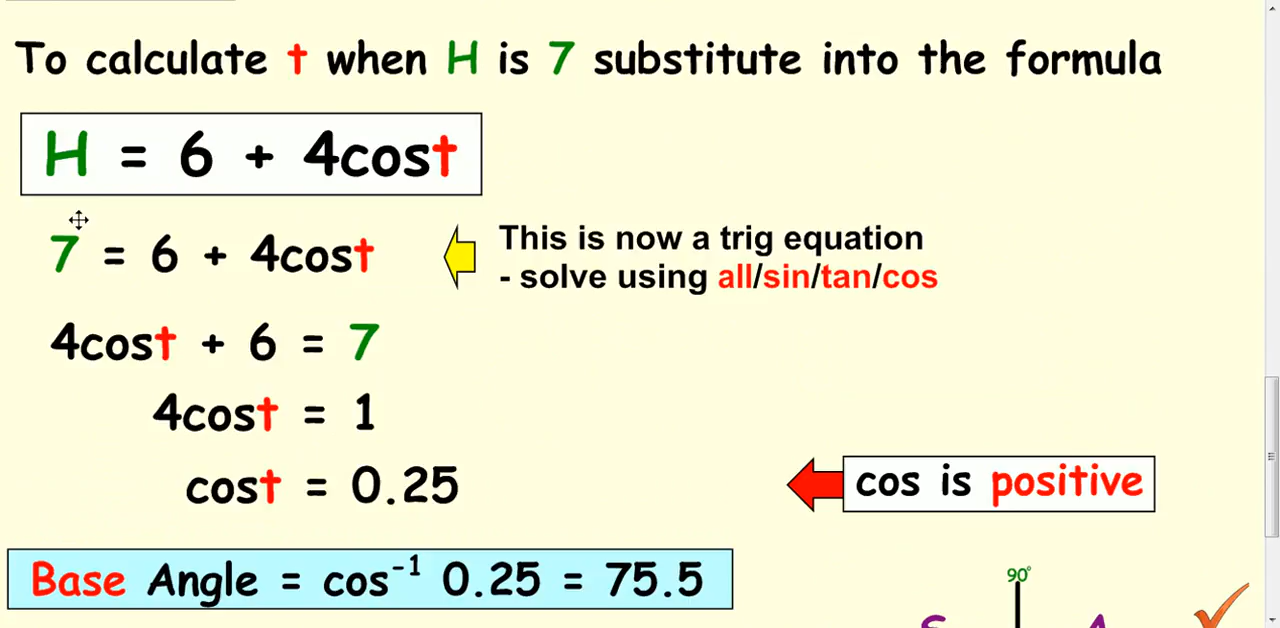 To calculate t when H is 7 substitute into the formula
H = 6 + 4cost
7 = 6 + 4cost
This is now a trig equation
- solve using all/sin/tan/cos
4cost + 6 = 7
4cost = 1
cost = 0.25
cos is positive
Base Angle = cos⁻¹ 0.25 = 75.5
90°
S A